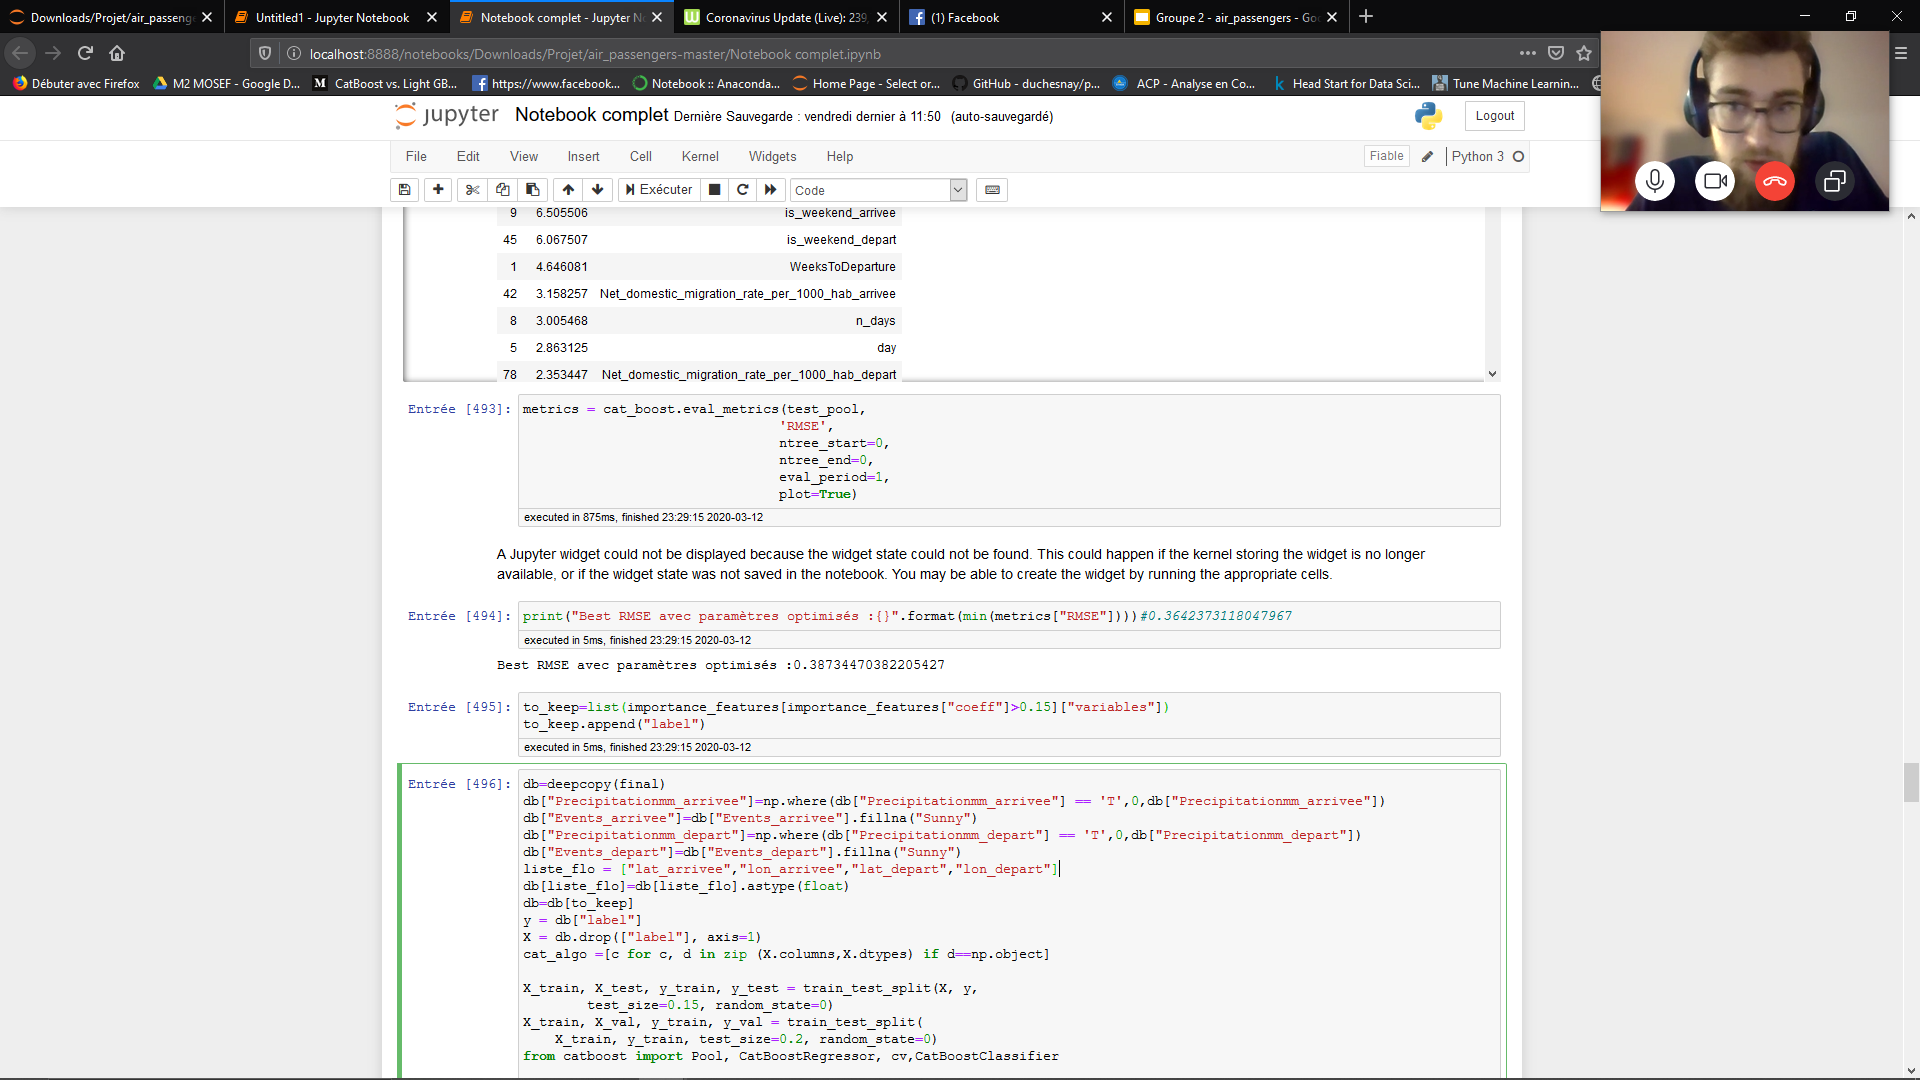 Downloads/Projet/air_passenge
Untitled1 - Jupyter Notebook
Notebook complet - Jupyter N
Coronavirus Update (Live): 239,
(1) Facebook
Groupe 2 - air_passengers - Go
localhost:8888/notebooks/Downloads/Projet/air_passengers-master/Notebook complet.ipynb
Débuter avec Firefox
M2 MOSEF - Google D...
CatBoost vs. Light GB...
https://www.facebook...
Notebook :: Anaconda...
Home Page - Select or...
GitHub - duchesnay/p...
ACP - Analyse en Co...
Head Start for Data Sci...
Tune Machine Learnin...
jupyter
Notebook complet Dernière Sauvegarde : vendredi dernier à 11:50 (auto-sauvegardé)
Logout
File Edit View Insert Cell Kernel Widgets Help
Fiable
Python 3
Exécuter
Code
9 6.505506 is_weekend_arrivee
45 6.067507 is_weekend_depart
1 4.646081 WeeksToDeparture
42 3.158257 Net_domestic_migration_rate_per_1000_hab_arrivee
8 3.005468 n_days
5 2.863125 day
78 2.353447 Net_domestic_migration_rate_per_1000_hab_depart
Entrée [493]: metrics = cat_boost.eval_metrics(test_pool,
'RMSE',
ntree_start=0,
ntree_end=0,
eval_period=1,
plot=True)
executed in 875ms, finished 23:29:15 2020-03-12
A Jupyter widget could not be displayed because the widget state could not be found. This could happen if the kernel storing the widget is no longer
available, or if the widget state was not saved in the notebook. You may be able to create the widget by running the appropriate cells.
Entrée [494]: print("Best RMSE avec paramètres optimisés :{}".format(min(metrics["RMSE"])))#0.3642373118047967
executed in 5ms, finished 23:29:15 2020-03-12
Best RMSE avec paramètres optimisés :0.38734470382205427
Entrée [495]: to_keep=list(importance_features[importance_features["coeff"]>0.15]["variables"])
to_keep.append("label")
executed in 5ms, finished 23:29:15 2020-03-12
Entrée [496]: db=deepcopy(final)
db["Precipitationmm_arrivee"]=np.where(db["Precipitationmm_arrivee"] == 'T',0,db["Precipitationmm_arrivee"])
db["Events_arrivee"]=db["Events_arrivee"].fillna("Sunny")
db["Precipitationmm_depart"]=np.where(db["Precipitationmm_depart"] == 'T',0,db["Precipitationmm_depart"])
db["Events_depart"]=db["Events_depart"].fillna("Sunny")
liste_flo = ["lat_arrivee","lon_arrivee","lat_depart","lon_depart"]
db[liste_flo]=db[liste_flo].astype(float)
db=db[to_keep]
y = db["label"]
X = db.drop(["label"], axis=1)
cat_algo =[c for c, d in zip (X.columns,X.dtypes) if d==np.object]
X_train, X_test, y_train, y_test = train_test_split(X, y,
test_size=0.15, random_state=0)
X_train, X_val, y_train, y_val = train_test_split(
X_train, y_train, test_size=0.2, random_state=0)
from catboost import Pool, CatBoostRegressor, cv,CatBoostClassifier